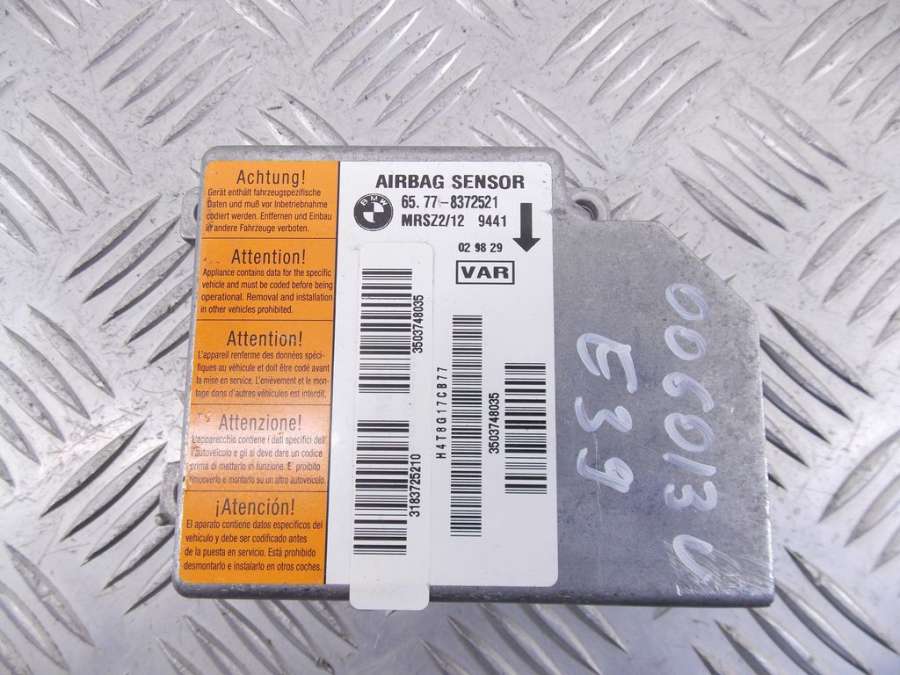 Achtung!
Gerät enthält fahrzeugspezifische
Daten und muß vor Inbetriebnahme
codiert werden. Entfernen und Einbau
in andere Fahrzeuge verboten.
Attention!
Appliance contains data for the specific
vehicle and must be coded before being
operational. Removal and installation
in other vehicles prohibited.
Attention!
L'appareil renferme des données spéci-
fiques au véhicule et doit être codé avant
la mise en service. L'enlèvement et le mon-
tage dans d'autres véhicules est interdit.
Attenzione!
L'apparecchio contiene i dati specifici dell'
autoveicolo e gli si deve dare un codice
prima di mattarlo in funzione. E' proibito
rimuoverlo e montarlo su un altro autoveicolo.
¡Atención!
El aparato contiene datos específicos del
vehículo y debe ser codificado antes
de la puesta en servicio. Está prohibido
desmontarlo e instalarlo en otros coches.
AIRBAG SENSOR
BMW
65.77-8372521
MRSZ2/12 9441
02 98 29
VAR
3503748035
3183725210
H4T8G17CB77
3503748035
E39
006013 V